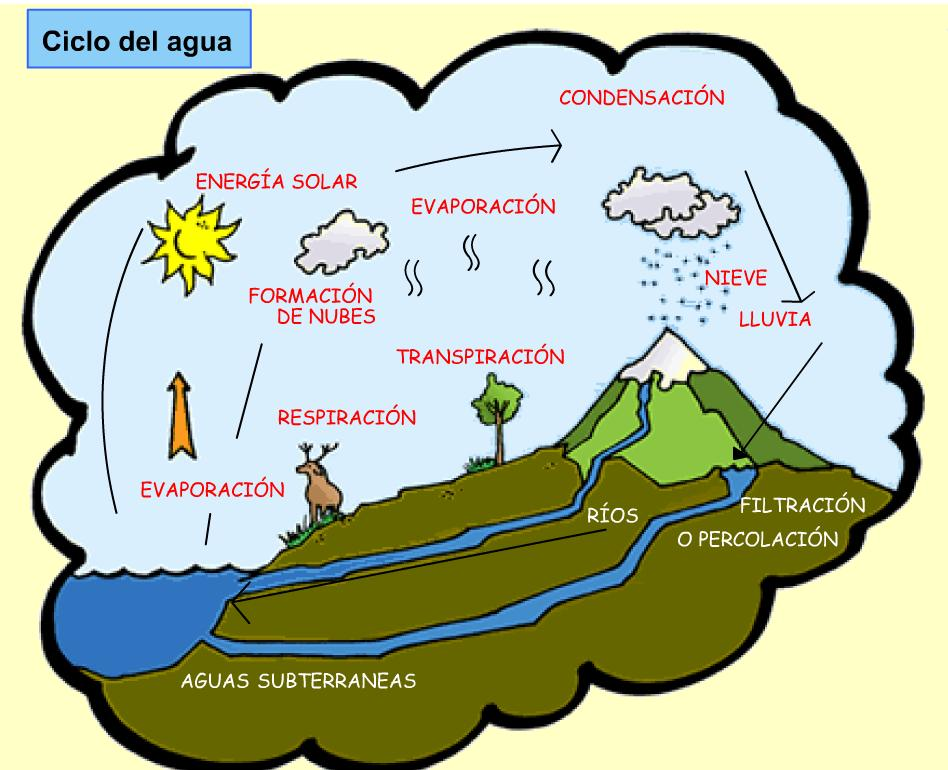 Ciclo del agua
CONDENSACIÓN
ENERGÍA SOLAR
EVAPORACIÓN
NIEVE
FORMACIÓN
DE NUBES
LLUVIA
TRANSPIRACIÓN
RESPIRACIÓN
EVAPORACIÓN
RÍOS
FILTRACIÓN
O PERCOLACIÓN
AGUAS SUBTERRANEAS